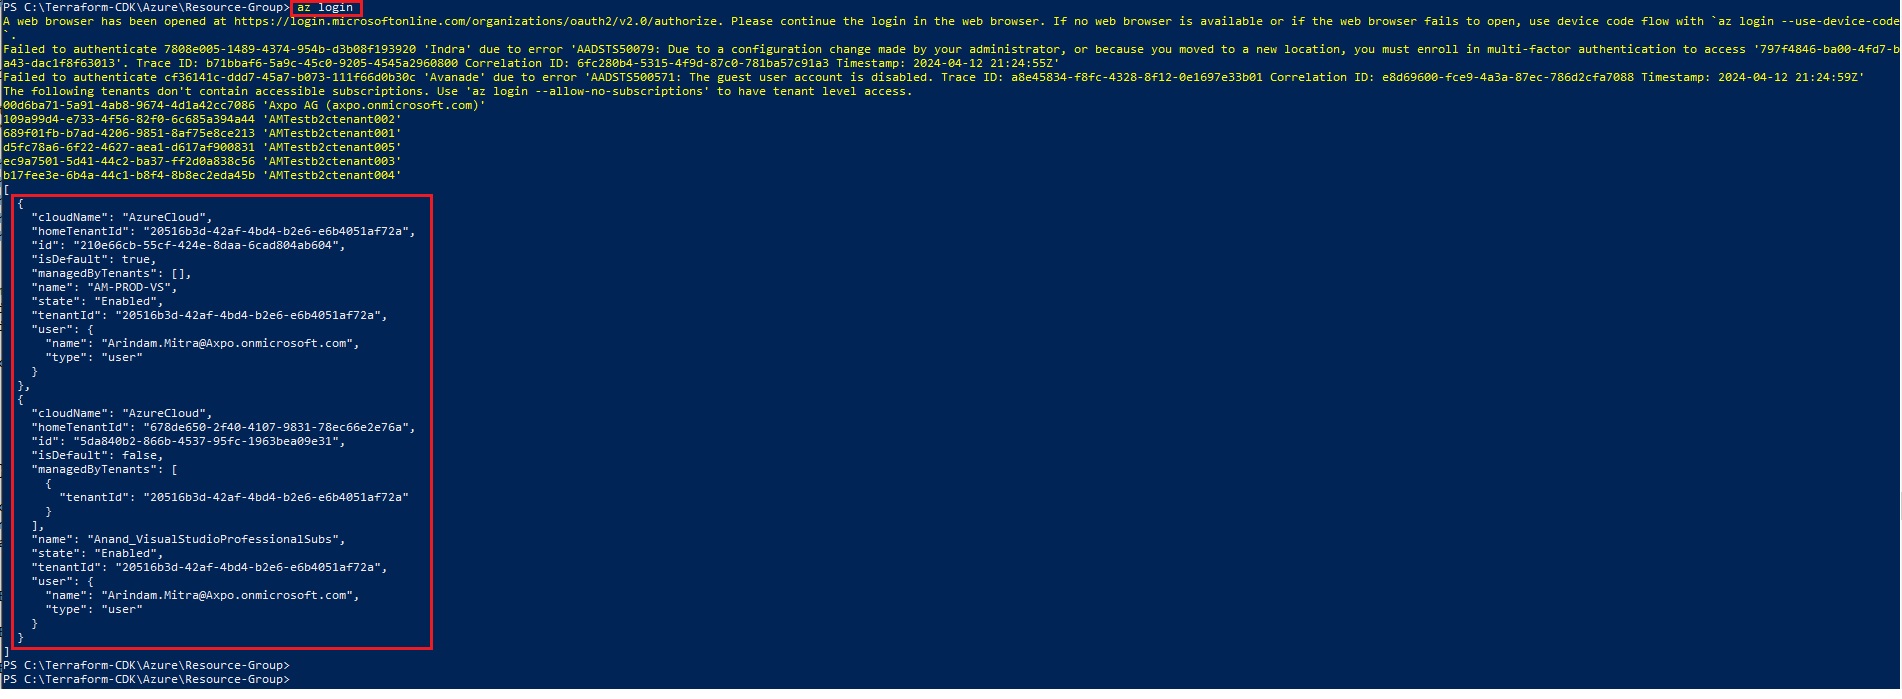 PS C:\Terraform-CDK\Azure\Resource-Group> az login
A web browser has been opened at https://login.microsoftonline.com/organizations/oauth2/v2.0/authorize. Please continue the login in the web browser. If no web browser is available or if the web browser fails to open, use device code flow with `az login --use-device-code
`.
Failed to authenticate 7808e005-1489-4374-954b-d3b08f193920 'Indra' due to error 'AADSTS50079: Due to a configuration change made by your administrator, or because you moved to a new location, you must enroll in multi-factor authentication to access '797f4846-ba00-4fd7-b
a43-dac1f8f63013'. Trace ID: b71bbaf6-5a9c-45c0-9205-4545a2960800 Correlation ID: 6fc280b4-5315-4f9d-87c0-781ba57c91a3 Timestamp: 2024-04-12 21:24:55Z'
Failed to authenticate cf36141c-ddd7-45a7-b073-111f66d0b30c 'Avanade' due to error 'AADSTS500571: The guest user account is disabled. Trace ID: a8e45834-f8fc-4328-8f12-0e1697e33b01 Correlation ID: e8d69600-fce9-4a3a-87ec-786d2cfa7088 Timestamp: 2024-04-12 21:24:59Z'
The following tenants don't contain accessible subscriptions. Use 'az login --allow-no-subscriptions' to have tenant level access.
00d6ba71-5a91-4ab8-9674-4d1a42cc7086 'Axpo AG (axpo.onmicrosoft.com)'
109a99d4-e733-4f56-82f0-6c685a394a44 'AMTestb2ctenant002'
689f01fb-b7ad-4206-9851-8af75e8ce213 'AMTestb2ctenant001'
d5fc78a6-6f22-4627-aea1-d617af900831 'AMTestb2ctenant005'
ec9a7501-5d41-44c2-ba37-ff2d0a838c56 'AMTestb2ctenant003'
b17fee3e-6b4a-44c1-b8f4-8b8ec2eda45b 'AMTestb2ctenant004'
[
  {
    "cloudName": "AzureCloud",
    "homeTenantId": "20516b3d-42af-4bd4-b2e6-e6b4051af72a",
    "id": "210e66cb-55cf-424e-8daa-6cad804ab604",
    "isDefault": true,
    "managedByTenants": [],
    "name": "AM-PROD-VS",
    "state": "Enabled",
    "tenantId": "20516b3d-42af-4bd4-b2e6-e6b4051af72a",
    "user": {
      "name": "Arindam.Mitra@Axpo.onmicrosoft.com",
      "type": "user"
    }
  },
  {
    "cloudName": "AzureCloud",
    "homeTenantId": "678de650-2f40-4107-9831-78ec66e2e76a",
    "id": "5da840b2-866b-4537-95fc-1963bea09e31",
    "isDefault": false,
    "managedByTenants": [
      {
        "tenantId": "20516b3d-42af-4bd4-b2e6-e6b4051af72a"
      }
    ],
    "name": "Anand_VisualStudioProfessionalSubs",
    "state": "Enabled",
    "tenantId": "20516b3d-42af-4bd4-b2e6-e6b4051af72a",
    "user": {
      "name": "Arindam.Mitra@Axpo.onmicrosoft.com",
      "type": "user"
    }
  }
]
PS C:\Terraform-CDK\Azure\Resource-Group>
PS C:\Terraform-CDK\Azure\Resource-Group>